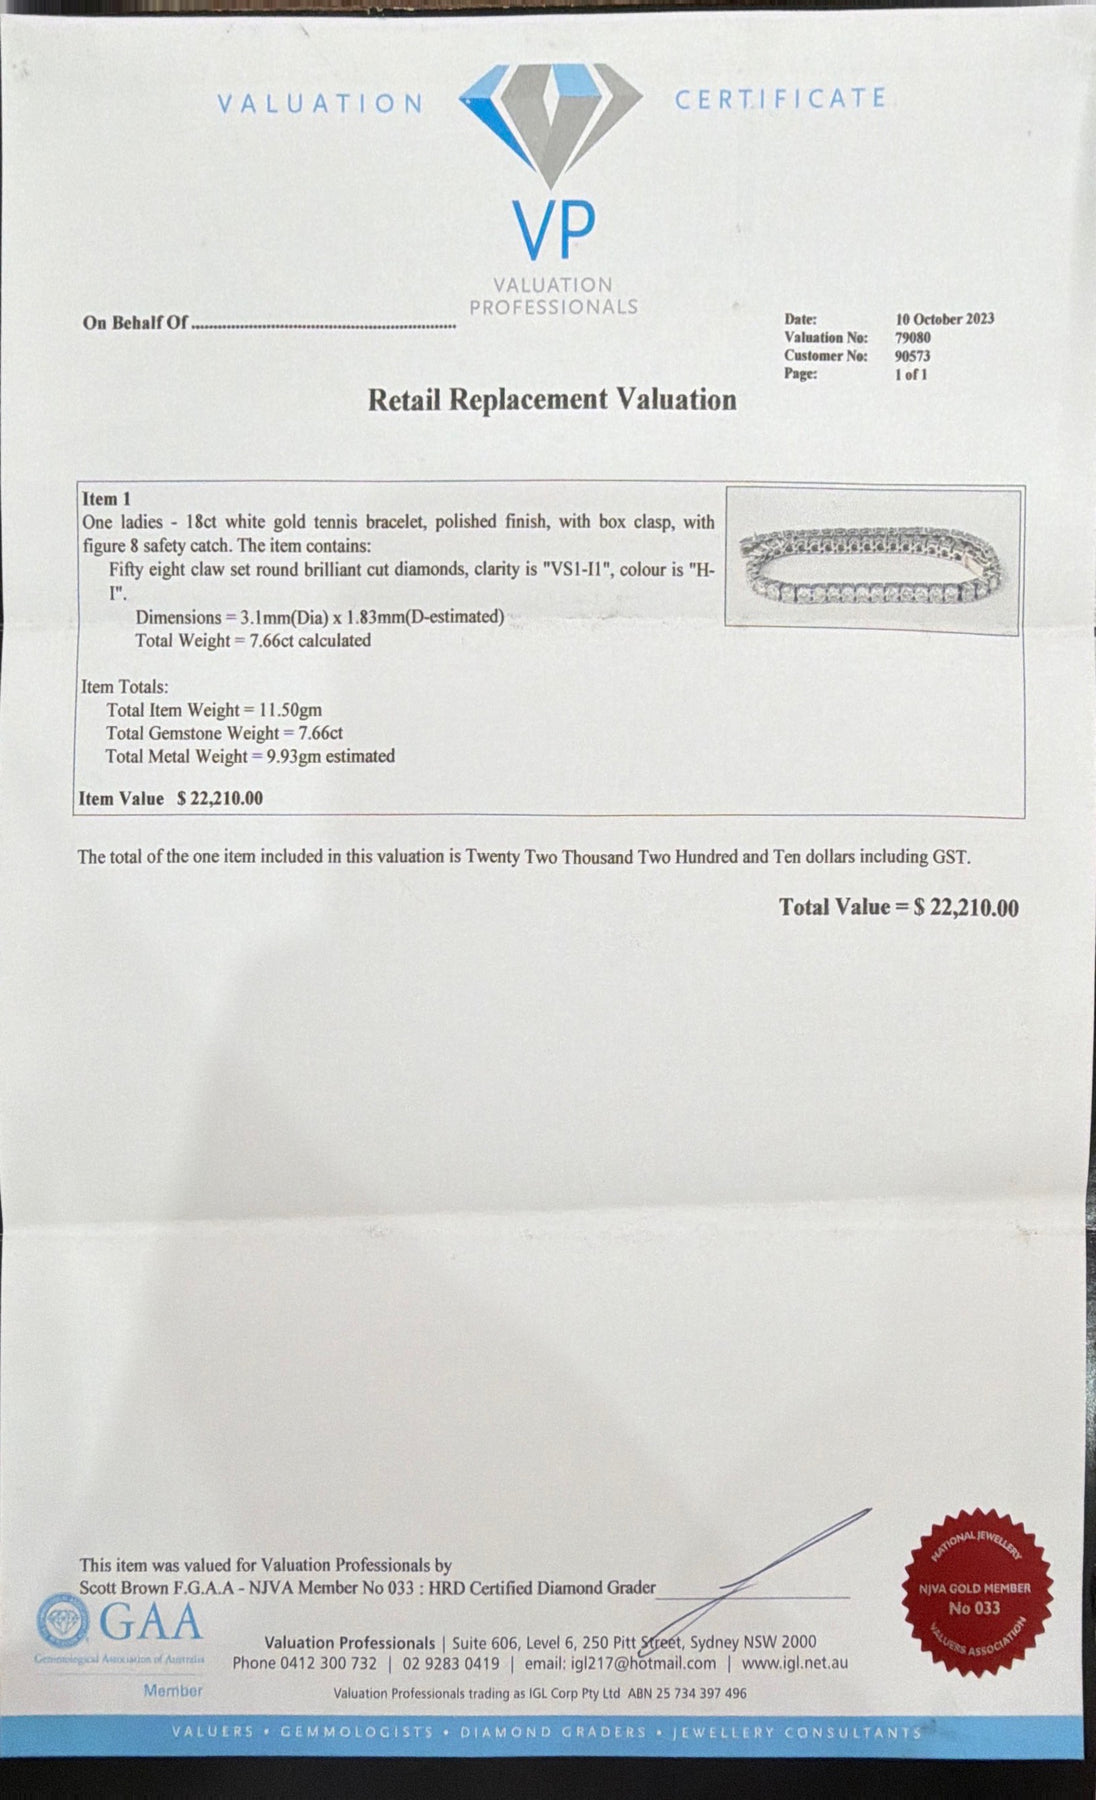 VALUATION
CERTIFICATE
VP
VALUATION
PROFESSIONALS
On Behalf Of ............................................................
Date: 10 October 2023
Valuation No: 79080
Customer No: 90573
Page: 1 of 1
Retail Replacement Valuation
Item 1
One ladies - 18ct white gold tennis bracelet, polished finish, with box clasp, with
figure 8 safety catch. The item contains:
Fifty eight claw set round brilliant cut diamonds, clarity is "VS1-I1", colour is "H-
I".
Dimensions = 3.1mm(Dia) x 1.83mm(D-estimated)
Total Weight = 7.66ct calculated
Item Totals:
Total Item Weight = 11.50gm
Total Gemstone Weight = 7.66ct
Total Metal Weight = 9.93gm estimated
Item Value $ 22,210.00
The total of the one item included in this valuation is Twenty Two Thousand Two Hundred and Ten dollars including GST.
Total Value = $ 22,210.00
This item was valued for Valuation Professionals by
Scott Brown F.G.A.A - NJVA Member No 033 : HRD Certified Diamond Grader
GAA
Gemmological Association of Australia
Member
Valuation Professionals | Suite 606, Level 6, 250 Pitt Street, Sydney NSW 2000
Phone 0412 300 732 | 02 9283 0419 | email: igl217@hotmail.com | www.igl.net.au
Valuation Professionals trading as IGL Corp Pty Ltd ABN 25 734 397 496
NATIONAL JEWELLERY
NJVA GOLD MEMBER
No 033
VALUERS ASSOCIATION
VALUERS • GEMMOLOGISTS • DIAMOND GRADERS • JEWELLERY CONSULTANTS